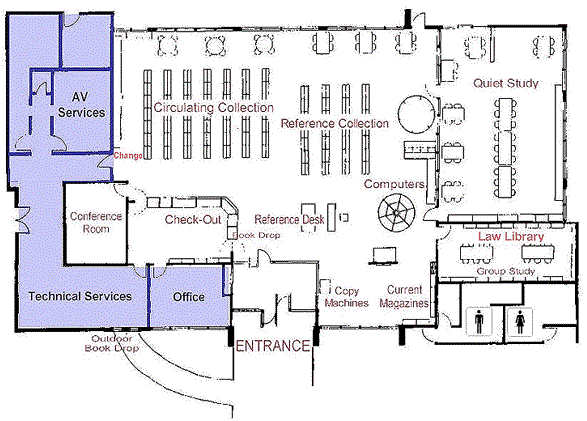 AV
Services
Circulating Collection
Reference Collection
Quiet Study
Change
Computers
Conference
Room
Check-Out
Reference Desk
Book Drop
Law Library
Group Study
Technical Services
Office
Copy
Machines
Current
Magazines
Outdoor
Book Drop
ENTRANCE